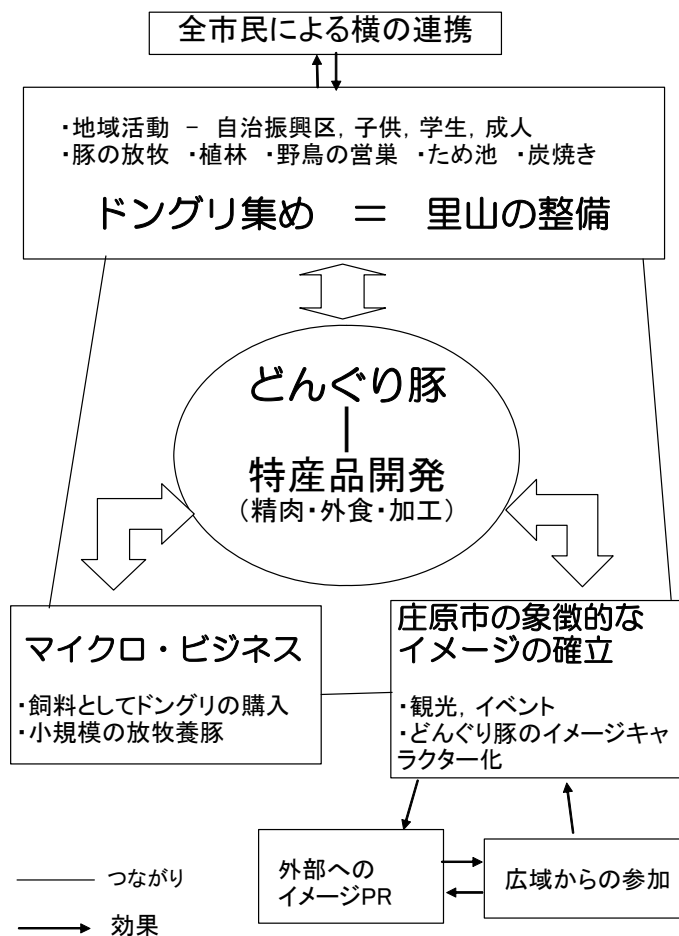 全市民による横の連携
・地域活動 － 自治振興区, 子供, 学生, 成人
・豚の放牧 ・植林 ・野鳥の営巣 ・ため池 ・炭焼き
ドングリ集め ＝ 里山の整備
どんぐり豚
｜
特産品開発
（精肉・外食・加工）
マイクロ・ビジネス
・飼料としてドングリの購入
・小規模の放牧養豚
庄原市の象徴的な
イメージの確立
・観光, イベント
・どんぐり豚のイメージキャ
ラクター化
外部への
イメージPR
広域からの参加
つながり
効果